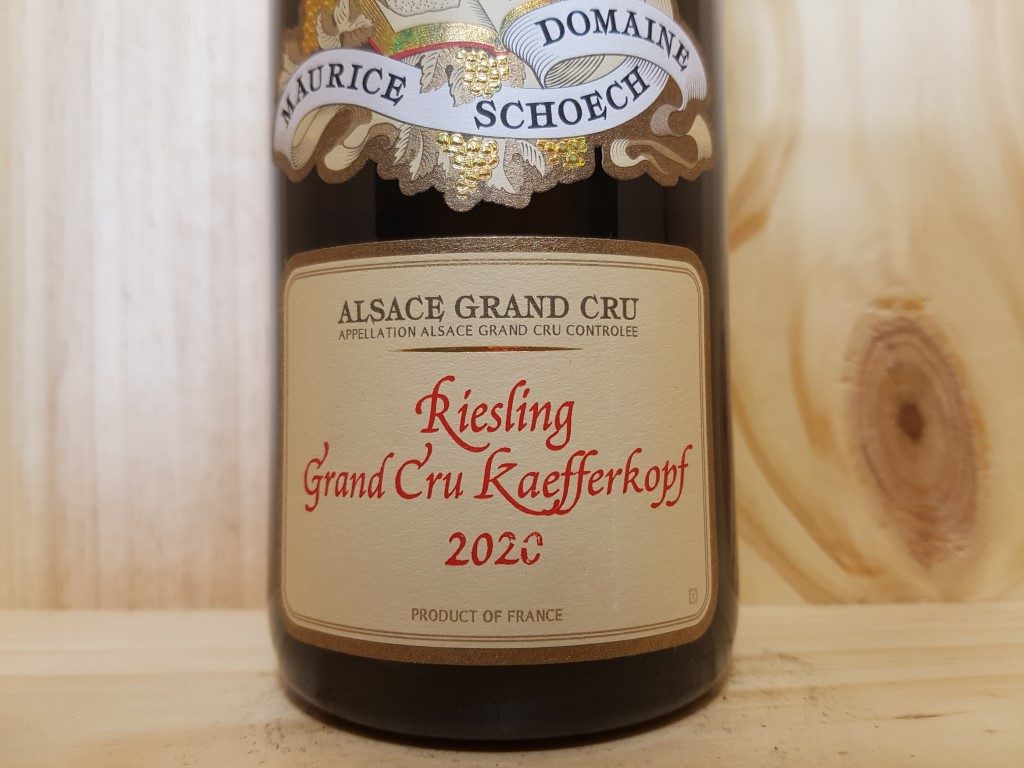 DOMAINE
MAURICE SCHOECH
ALSACE GRAND CRU
APPELLATION ALSACE GRAND CRU CONTROLEE
Riesling
Grand Cru Kaefferkopf
2020
PRODUCT OF FRANCE